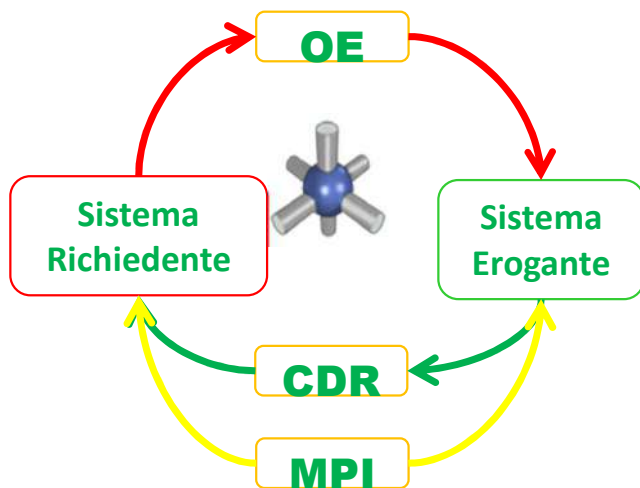 OE
Sistema
Richiedente
Sistema
Erogante
CDR
MPI